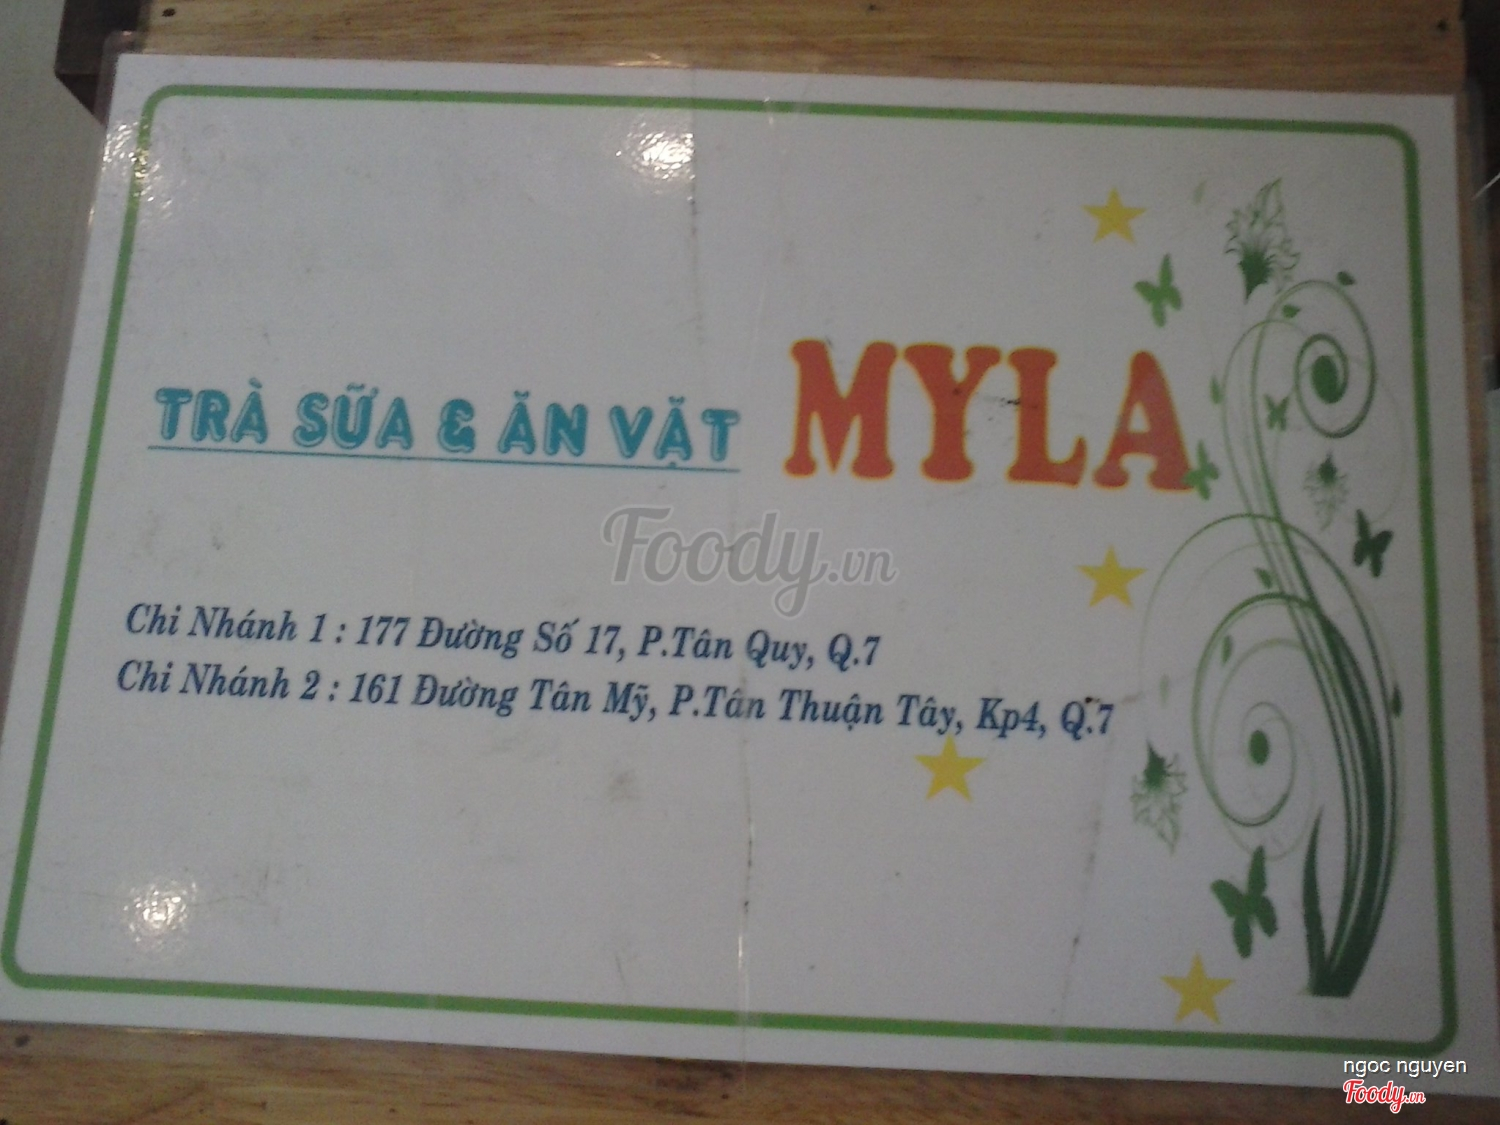 TRÀ SỮA & ĂN VẶT MYLA
Foody.vn
Chi Nhánh 1 : 177 Đường Số 17, P.Tân Quy, Q.7
Chi Nhánh 2 : 161 Đường Tân Mỹ, P.Tân Thuận Tây, Kp4, Q.7
ngoc nguyen
Foody.vn